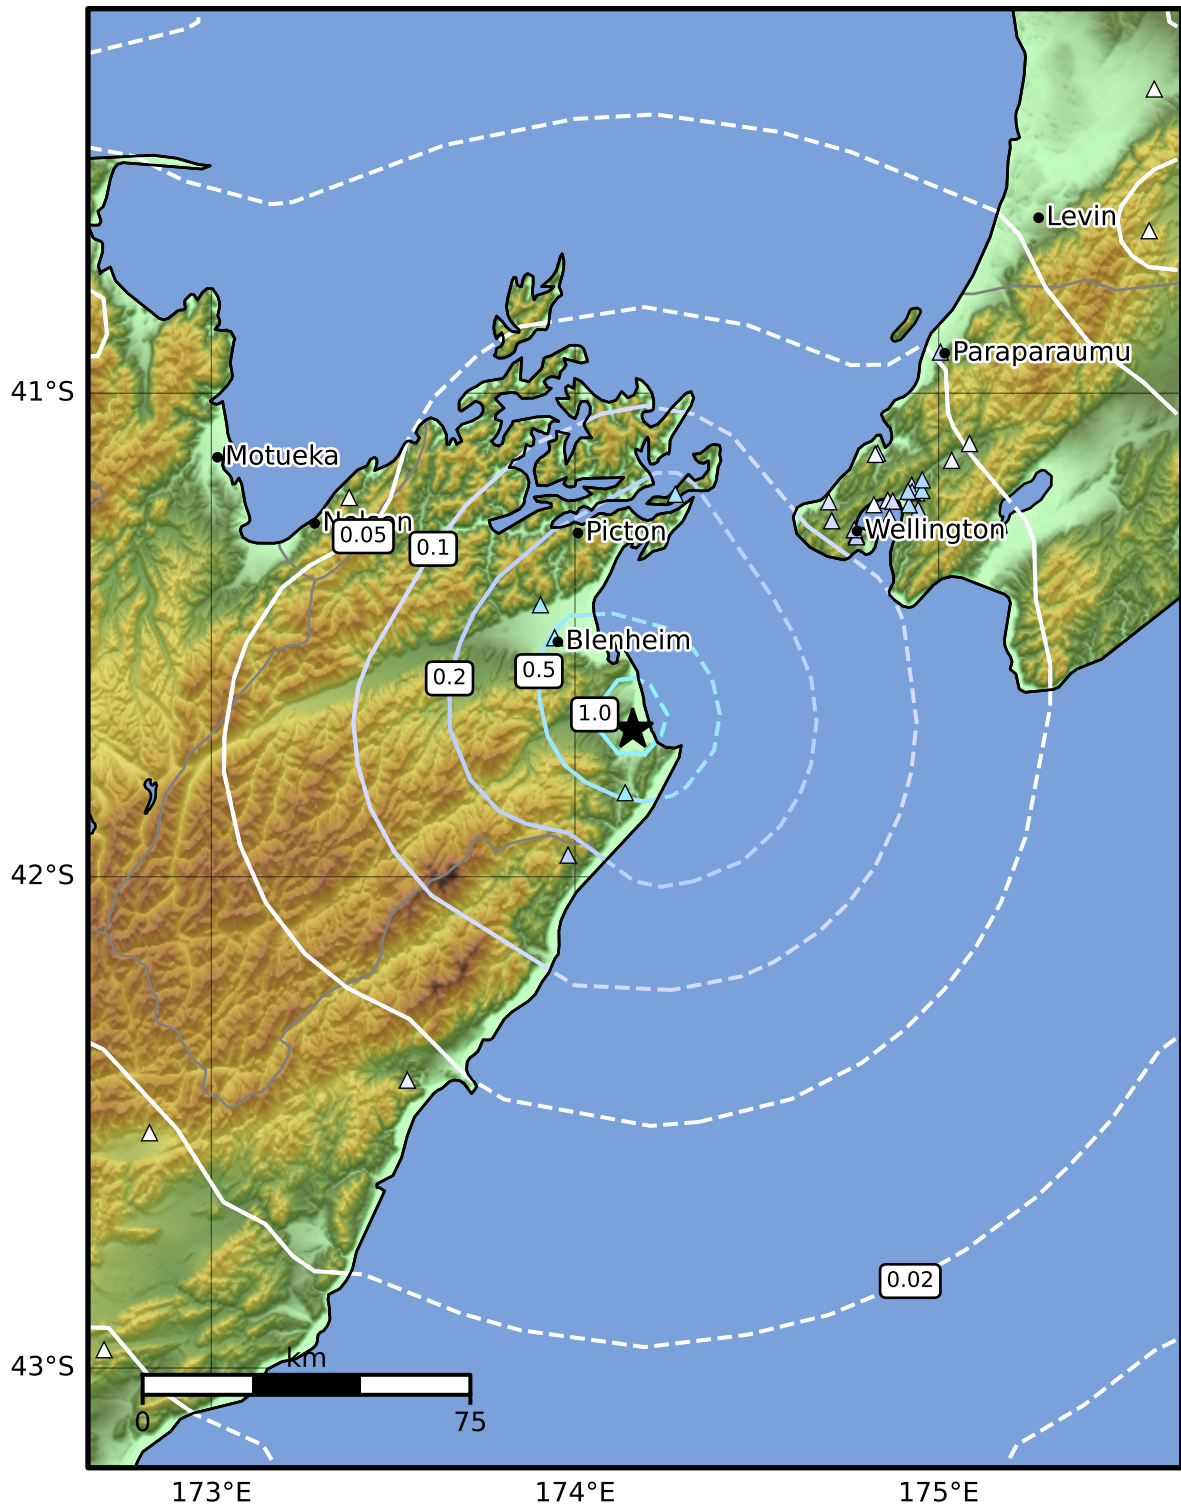 Levin
Paraparaumu
41°S
Motueka
Nelson
0.05
0.1
Picton
Wellington
Blenheim
0.2
0.5
1.0
42°S
0.02
43°S
km
0
75
173°E
174°E
175°E